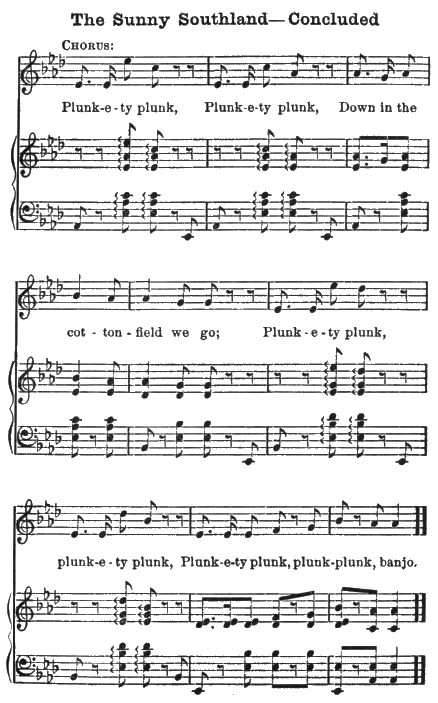 The Sunny Southland—Concluded
CHORUS:
Plunk-e-ty plunk, Plunk-e-ty plunk, Down in the
cot-ton-field we go; Plunk-e-ty plunk,
plunk-e-ty plunk, Plunk-e-ty plunk, plunk-plunk, banjo.